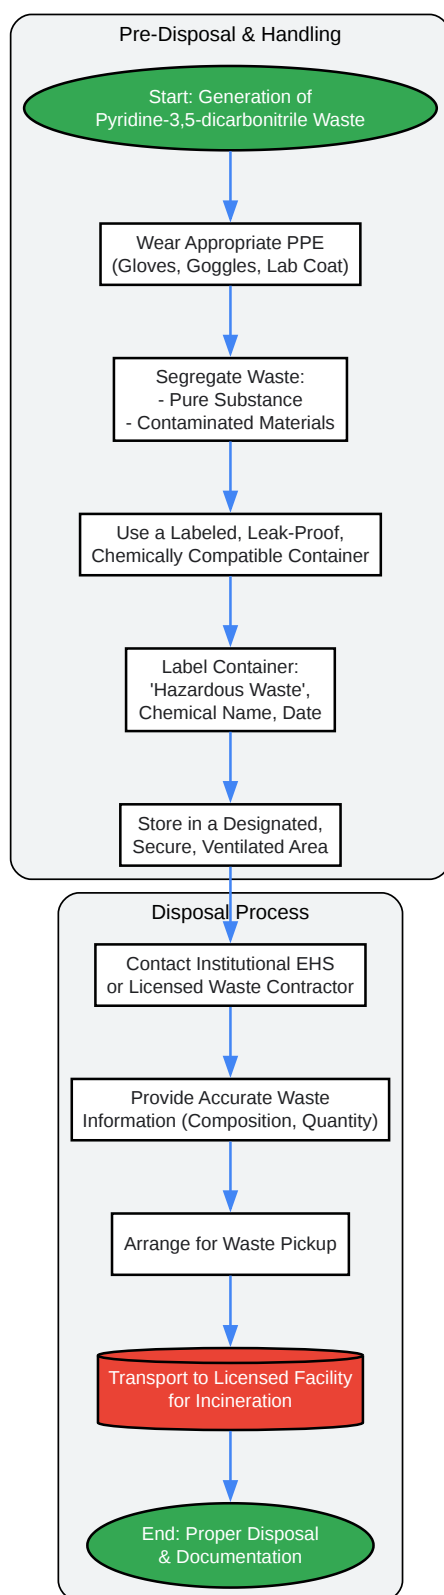 Pre-Disposal & Handling
Start: Generation of
Pyridine-3,5-dicarbonitrile Waste
Wear Appropriate PPE
(Gloves, Goggles, Lab Coat)
Segregate Waste:
- Pure Substance
- Contaminated Materials
Use a Labeled, Leak-Proof,
Chemically Compatible Container
Label Container:
'Hazardous Waste',
Chemical Name, Date
Store in a Designated,
Secure, Ventilated Area
Disposal Process
Contact Institutional EHS
or Licensed Waste Contractor
Provide Accurate Waste
Information (Composition, Quantity)
Arrange for Waste Pickup
Transport to Licensed Facility
for Incineration
End: Proper Disposal
& Documentation